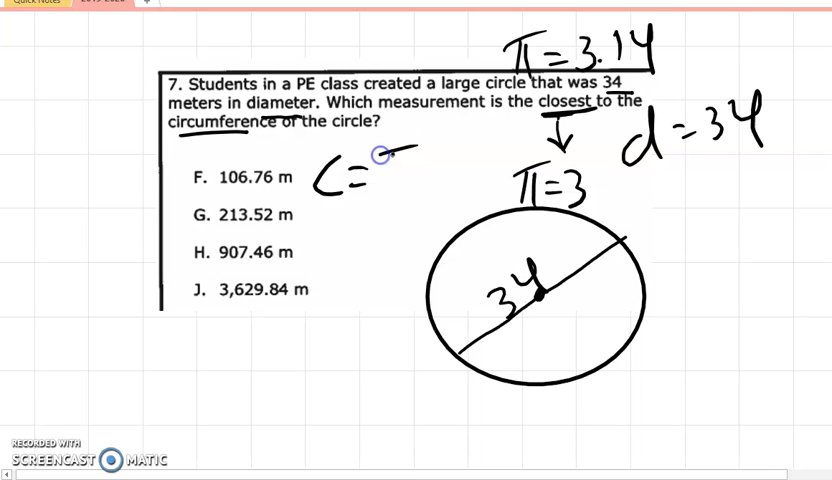 Quick Notes 2019-2020 +
π = 3.14
7. Students in a PE class created a large circle that was 34
meters in diameter. Which measurement is the closest to the
circumference of the circle?
d = 34
F. 106.76 m
C =
π = 3
G. 213.52 m
H. 907.46 m
34
J. 3,629.84 m
RECORDED WITH
SCREENCAST MATIC